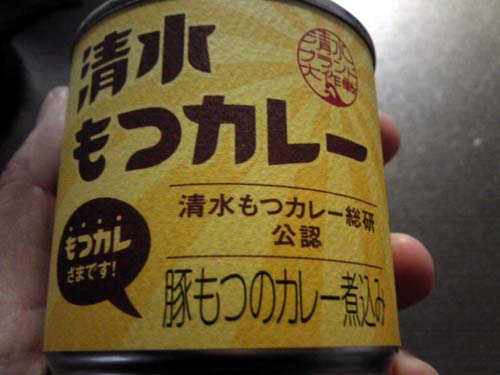 清水
もつカレー
清水もつカレー総研
公認
もつカレ
さまです!
豚もつのカレー煮込み